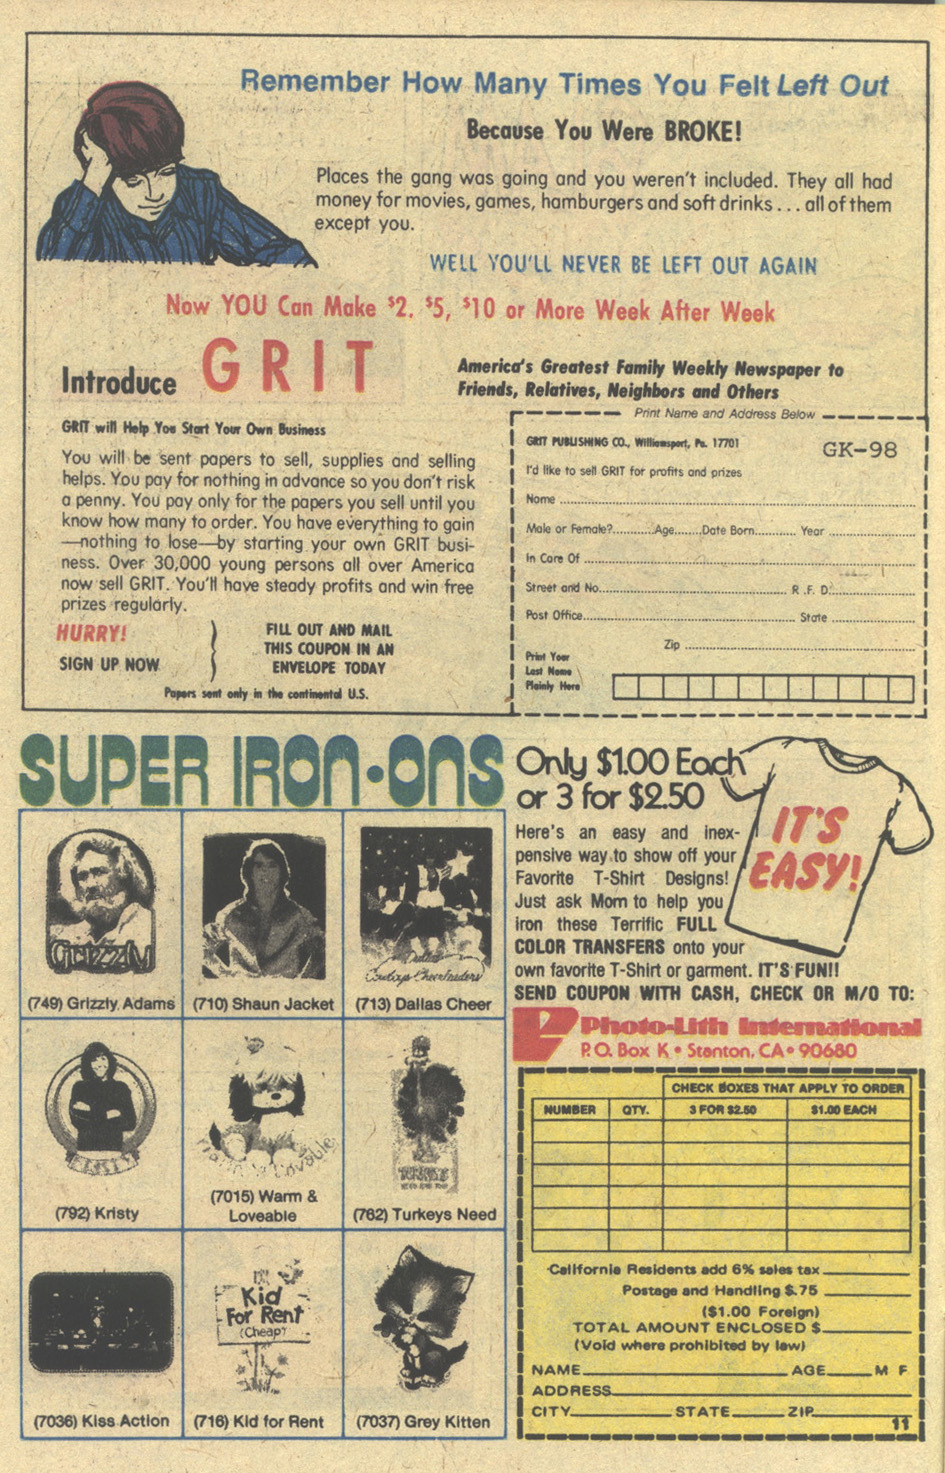 Remember How Many Times You Felt Left Out
Because You Were BROKE!
Places the gang was going and you weren't included. They all had
money for movies, games, hamburgers and soft drinks . . . all of them
except you.
WELL YOU'LL NEVER BE LEFT OUT AGAIN
Now YOU Can Make $2, $5, $10 or More Week After Week
Introduce GRIT
America's Greatest Family Weekly Newspaper to
Friends, Relatives, Neighbors and Others
GRIT will Help You Start Your Own Business
You will be sent papers to sell, supplies and selling
helps. You pay for nothing in advance so you don't risk
a penny. You pay only for the papers you sell until you
know how many to order. You have everything to gain
—nothing to lose—by starting your own GRIT busi-
ness. Over 30,000 young persons all over America
now sell GRIT. You'll have steady profits and win free
prizes regularly.
HURRY!
SIGN UP NOW
FILL OUT AND MAIL
THIS COUPON IN AN
ENVELOPE TODAY
Papers sent only in the continental U.S.
Print Name and Address Below
GRIT PUBLISHING CO., Williamsport, Pa. 17701
GK-98
I'd like to sell GRIT for profits and prizes
Name
Male or Female? Age Date Born Year
In Care Of
Street and No. R.F.D.
Post Office State
Zip
Print Your
Last Name
Plainly Here
SUPER IRON-ONS
GRIZZLY
(749) Grizzly Adams
(710) Shaun Jacket
Dallas
Cowboys Cheerleaders
(713) Dallas Cheer
KRISTY
(792) Kristy
Warm & Loveable
(7015) Warm &
Loveable
TURKEYS
(762) Turkeys Need
(7036) Kiss Action
Kid
For Rent
(Cheap)
(716) Kid for Rent
(7037) Grey Kitten
Only $1.00 Each
or 3 for $2.50
IT'S
EASY!
Here's an easy and inex-
pensive way to show off your
Favorite T-Shirt Designs!
Just ask Mom to help you
iron these Terrific FULL
COLOR TRANSFERS onto your
own favorite T-Shirt or garment. IT'S FUN!!
SEND COUPON WITH CASH, CHECK OR M/O TO:
Photo-Lith International
P.O. Box K • Stanton, CA • 90680
CHECK BOXES THAT APPLY TO ORDER
NUMBER QTY. 3 FOR $2.50 $1.00 EACH
California Residents add 6% sales tax
Postage and Handling $.75
($1.00 Foreign)
TOTAL AMOUNT ENCLOSED $
(Void where prohibited by law)
NAME AGE M F
ADDRESS
CITY STATE ZIP
11